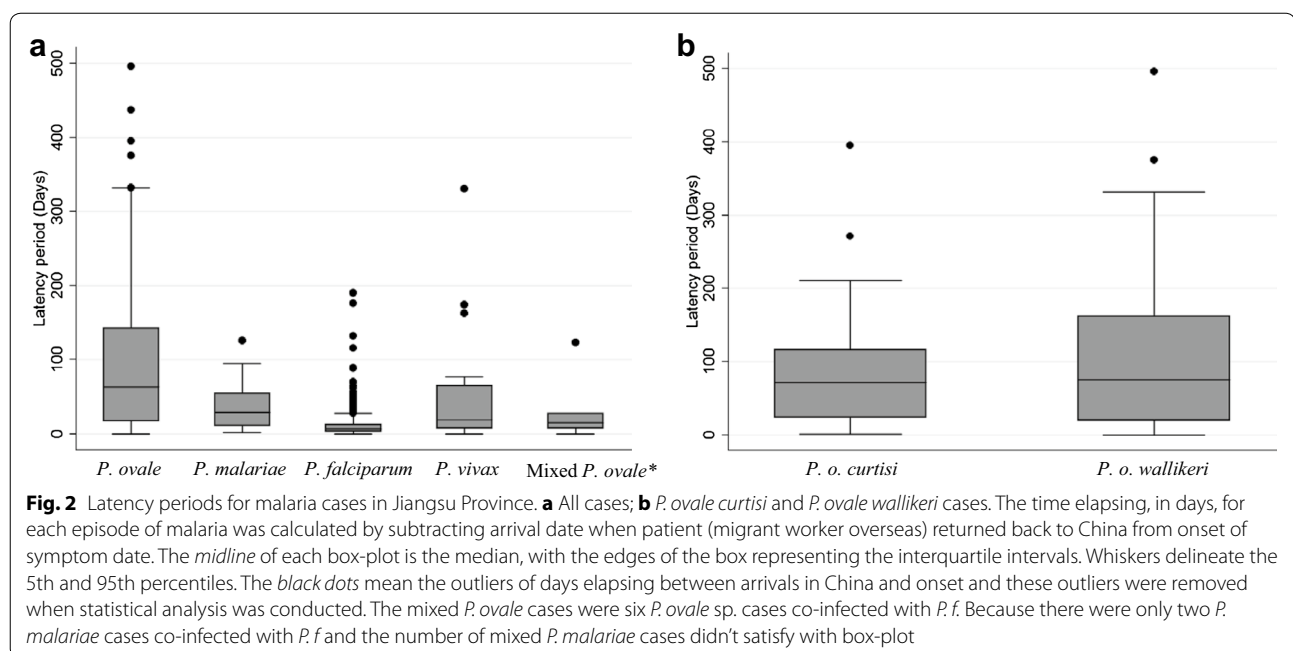 a
b
500
400
300
200
100
0
Latency period (Days)
P. ovale P. malariae P. falciparum P. vivax Mixed P. ovale*
500
400
300
200
100
0
Latency period (Days)
P. o. curtisi P. o. wallikeri
Fig. 2 Latency periods for malaria cases in Jiangsu Province. a All cases; b P. ovale curtisi and P. ovale wallikeri cases. The time elapsing, in days, for
each episode of malaria was calculated by subtracting arrival date when patient (migrant worker overseas) returned back to China from onset of
symptom date. The midline of each box-plot is the median, with the edges of the box representing the interquartile intervals. Whiskers delineate the
5th and 95th percentiles. The black dots mean the outliers of days elapsing between arrivals in China and onset and these outliers were removed
when statistical analysis was conducted. The mixed P. ovale cases were six P. ovale sp. cases co-infected with P. f. Because there were only two P.
malariae cases co-infected with P. f and the number of mixed P. malariae cases didn't satisfy with box-plot